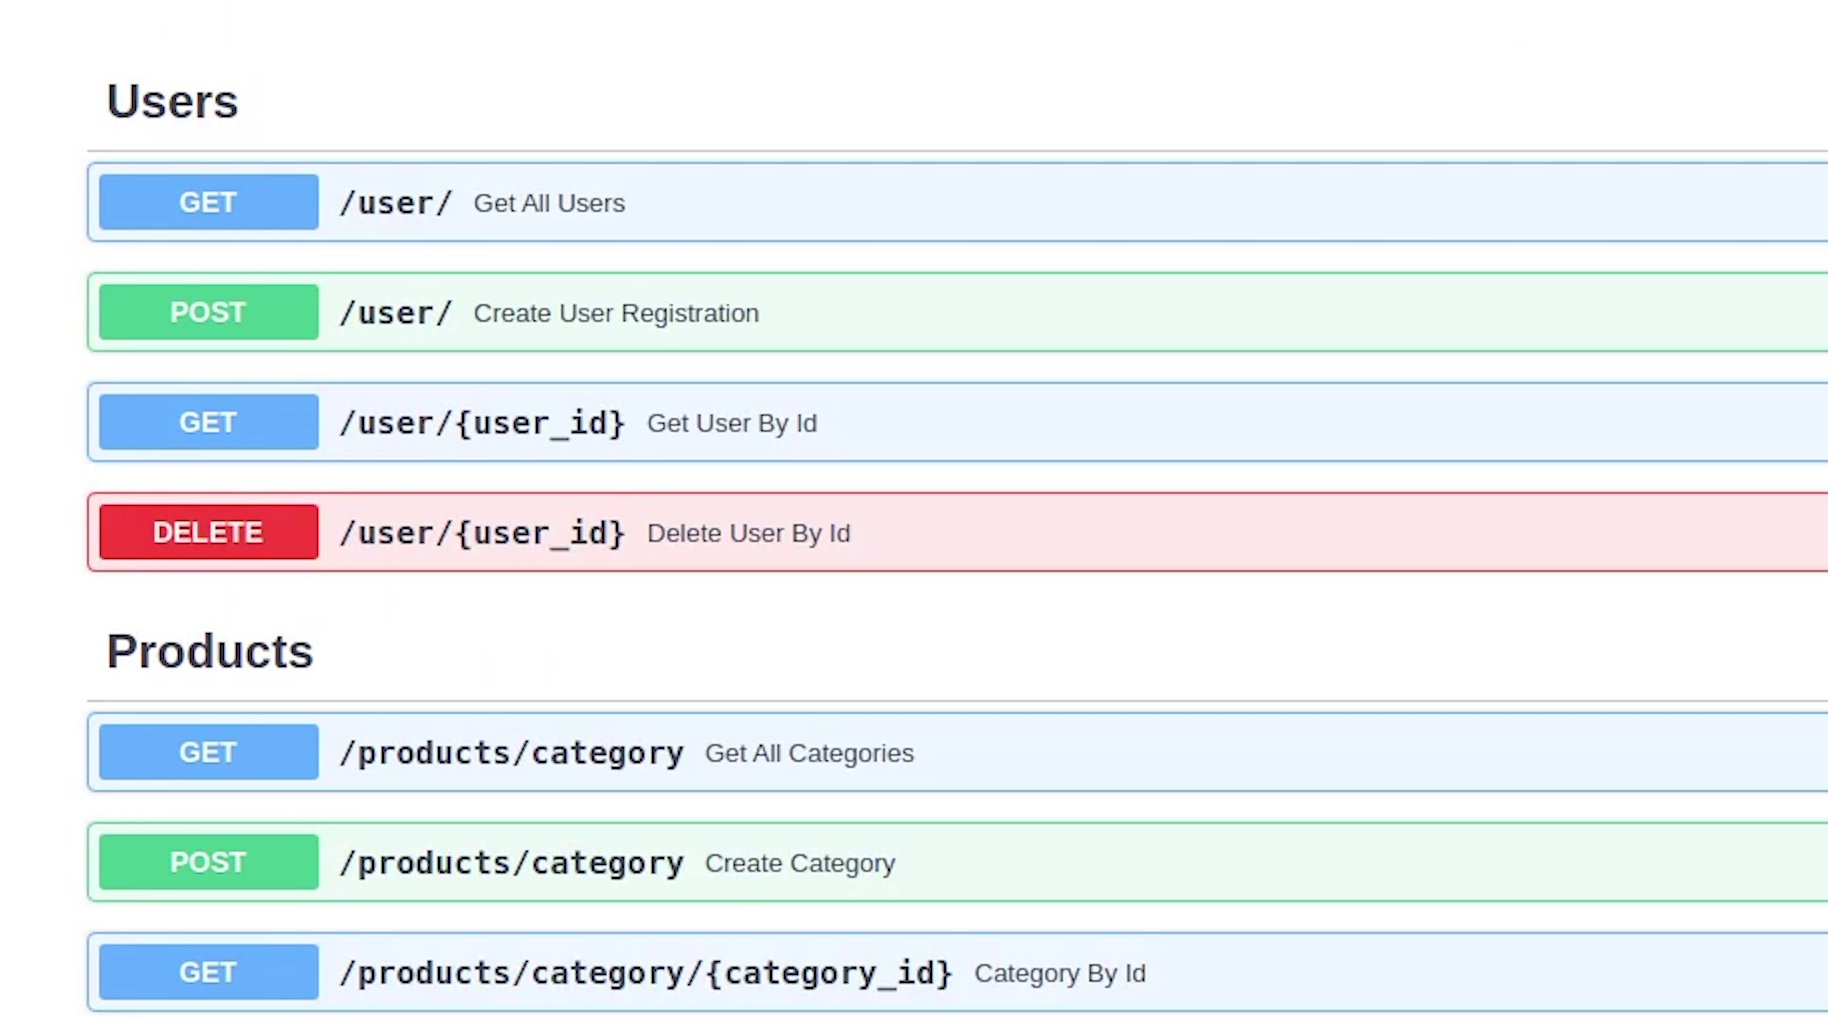 Users
GET /user/ Get All Users
POST /user/ Create User Registration
GET /user/{user_id} Get User By Id
DELETE /user/{user_id} Delete User By Id
Products
GET /products/category Get All Categories
POST /products/category Create Category
GET /products/category/{category_id} Category By Id